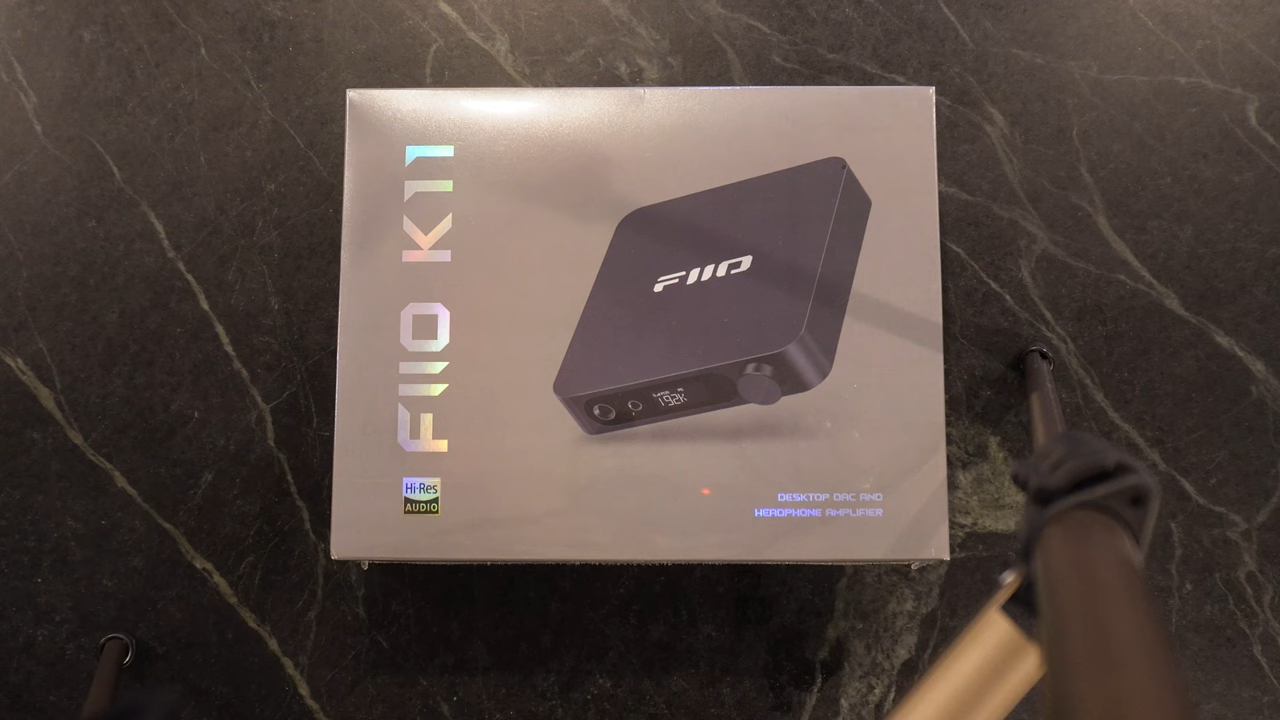 FIIO K11
Hi-Res
AUDIO
FIIO
192K
DESKTOP DAC AND
HEADPHONE AMPLIFIER